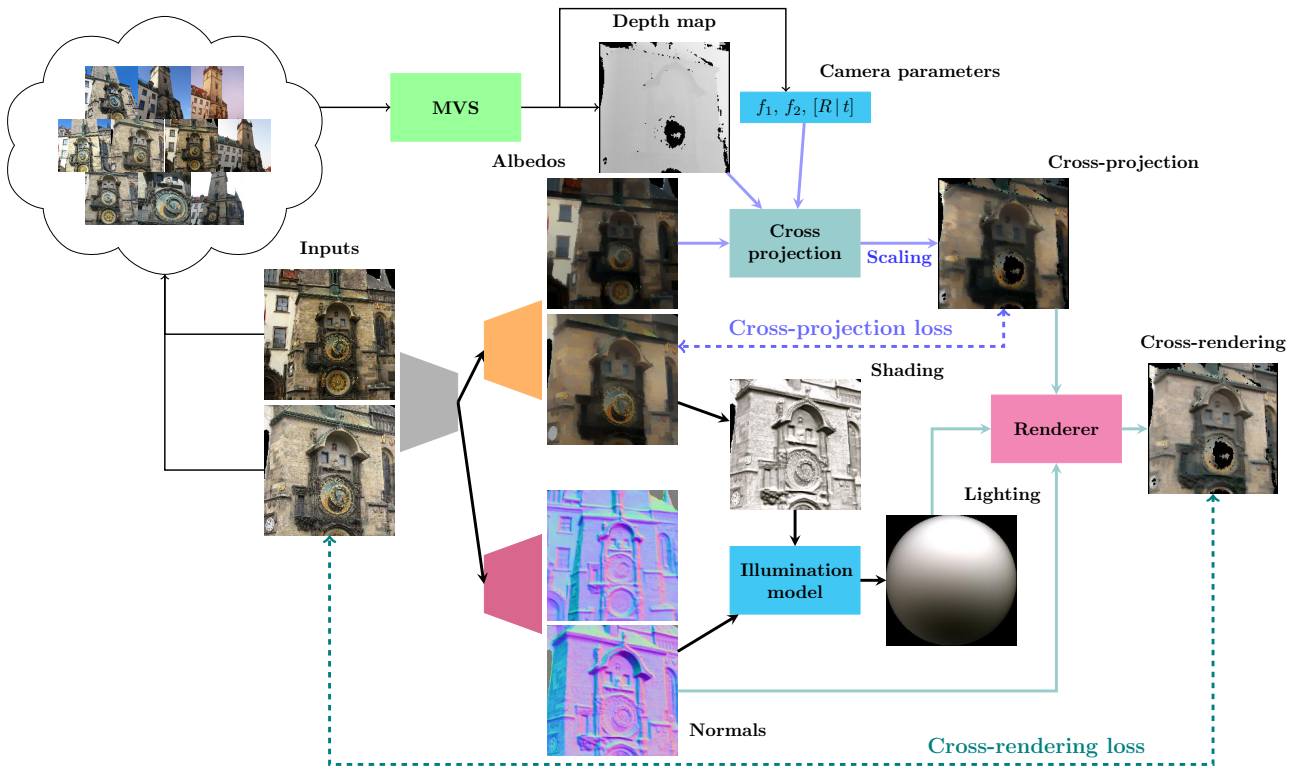 Depth map
Camera parameters
MVS
f₁, f₂, [R | t]
Albedos
Cross-projection
Cross
projection
Scaling
Inputs
Cross-projection loss
Cross-rendering
Shading
Renderer
Lighting
Illumination
model
Normals
Cross-rendering loss